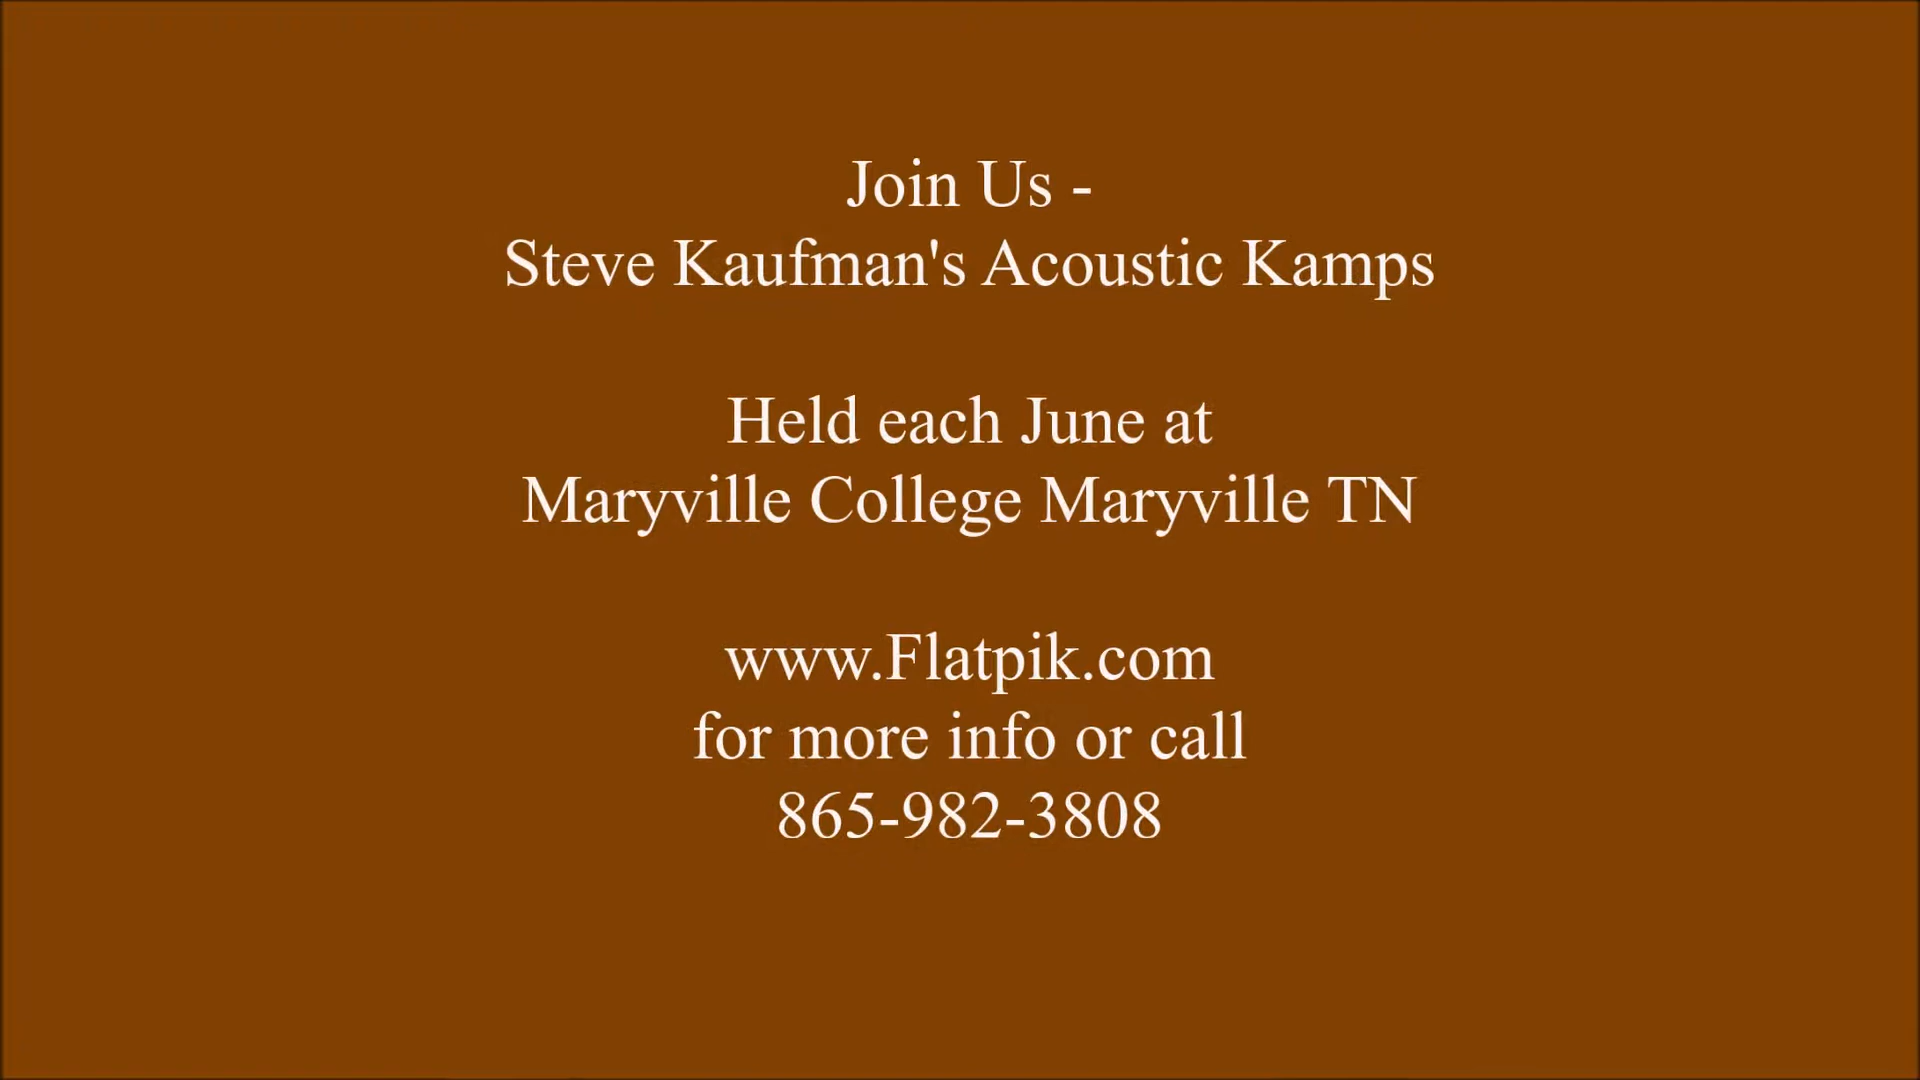 Join Us -
Steve Kaufman's Acoustic Kamps
Held each June at
Maryville College Maryville TN
www.Flatpik.com
for more info or call
865-982-3808